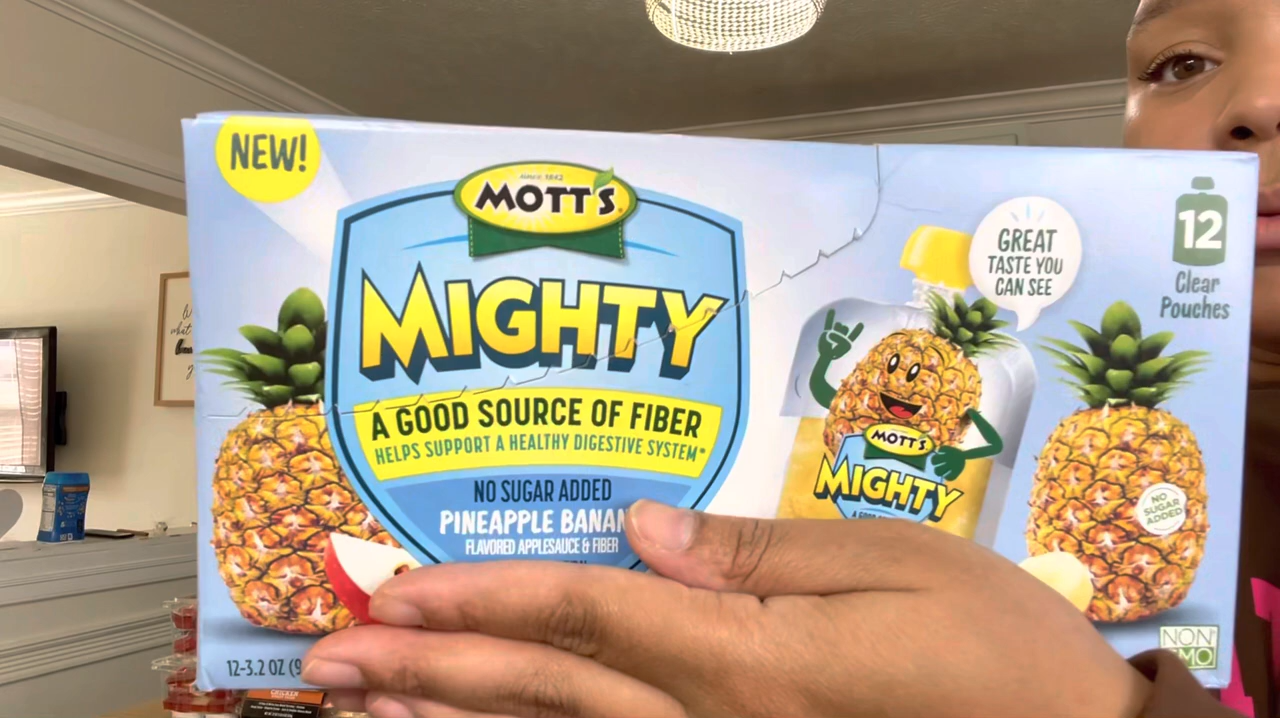 NEW!
SINCE 1842
MOTT'S®
MIGHTY
A GOOD SOURCE OF FIBER
HELPS SUPPORT A HEALTHY DIGESTIVE SYSTEM*
NO SUGAR ADDED
PINEAPPLE BANAN
FLAVORED APPLESAUCE & FIBER
12-3.2 OZ (9
GREAT
TASTE YOU
CAN SEE
MOTT'S
MIGHTY
12
Clear
Pouches
NO
SUGAR
ADDED
NON
GMO
CHICKEN